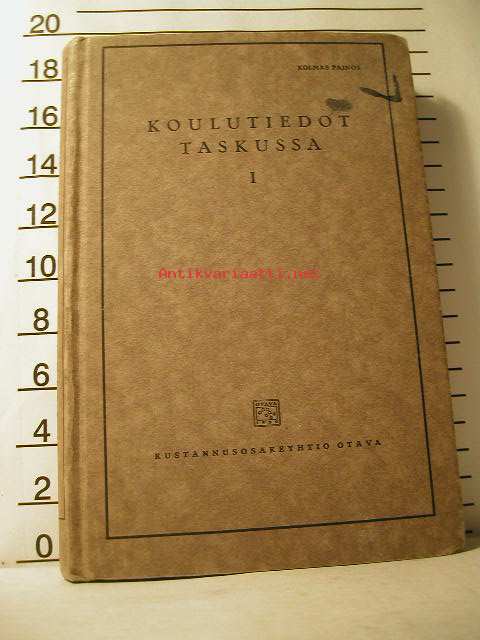 KOLMAS PAINOS
KOULUTIEDOT
TASKUSSA
I
Antikvariaatti.net
OTAVA
KUSTANNUSOSAKEYHTIÖ OTAVA
20
18
16
14
12
10
8
6
4
2
0